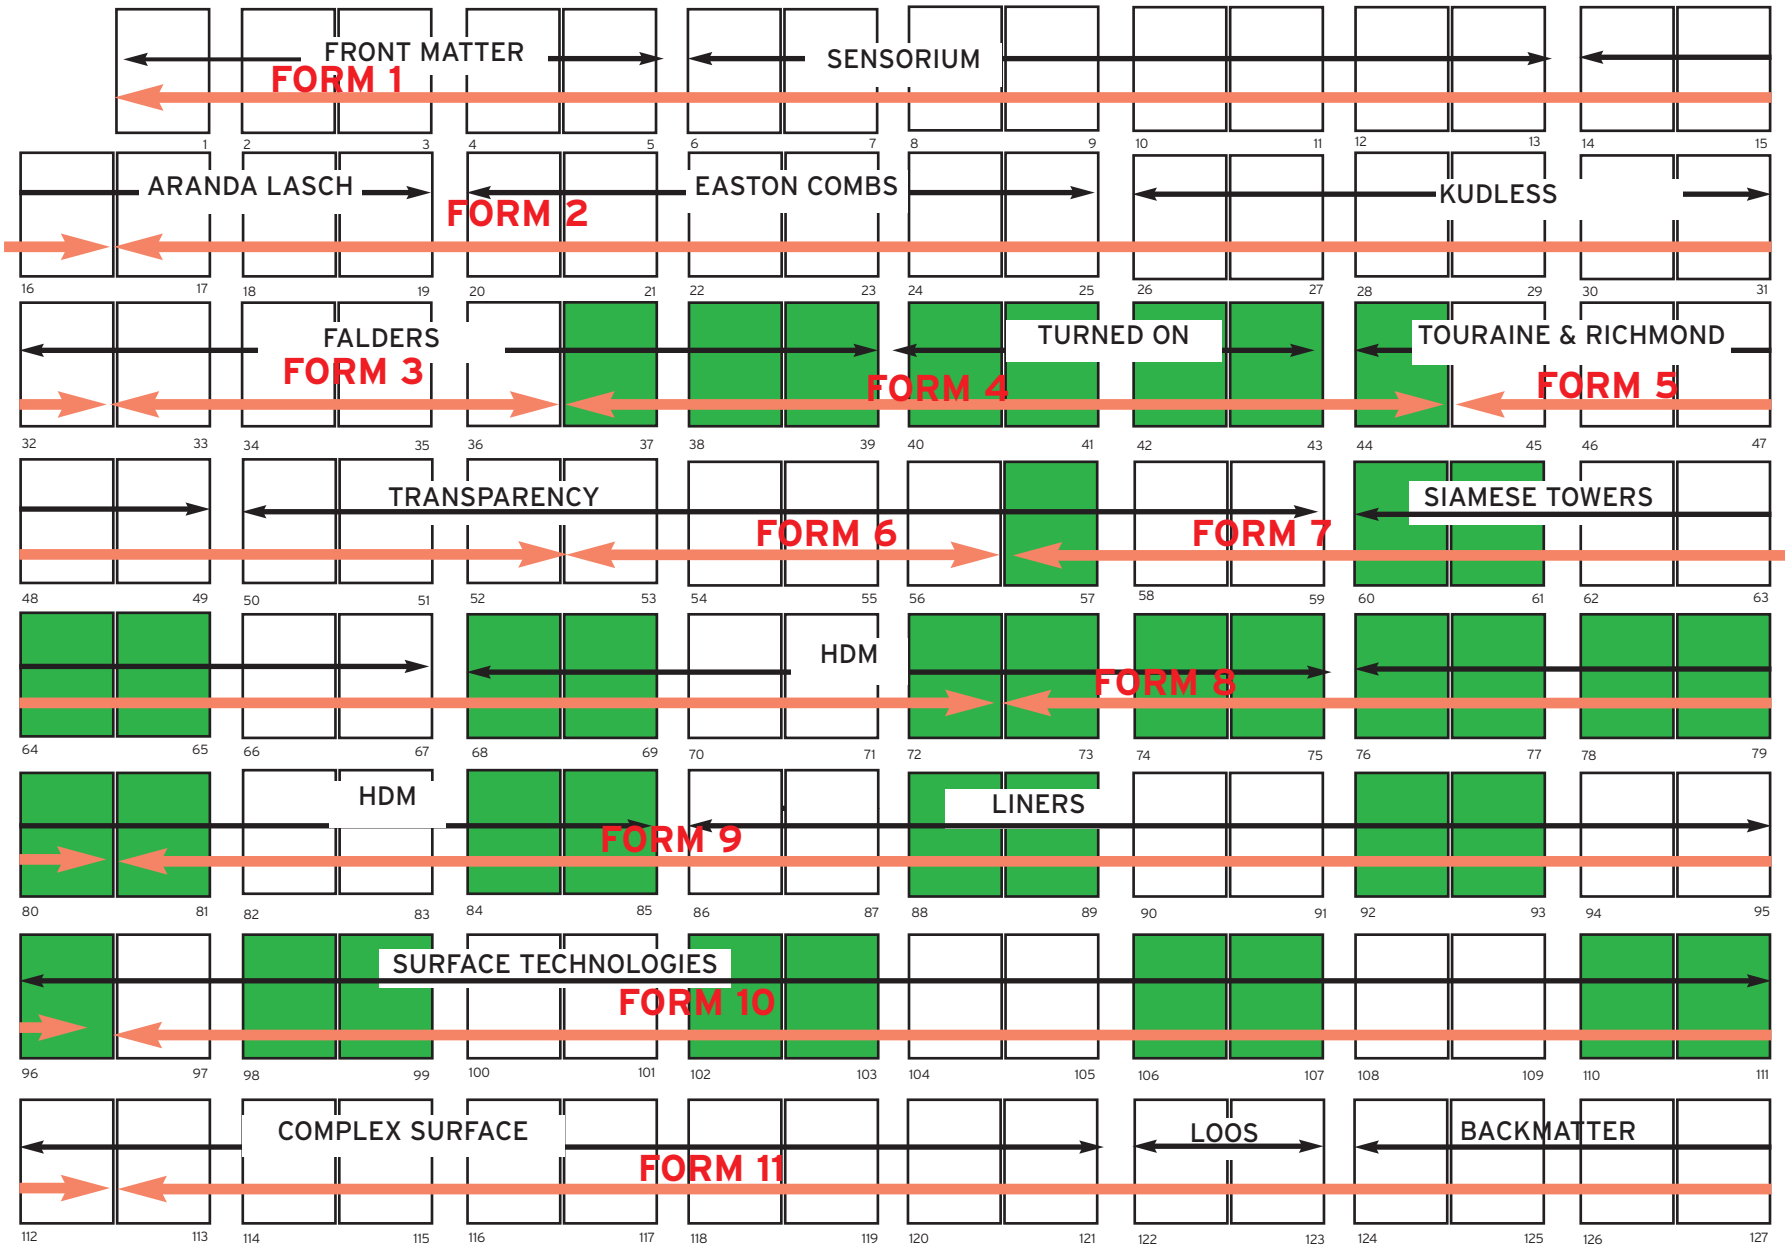 FRONT MATTER
SENSORIUM
FORM 1
1 2 3 4 5 6 7 8 9 10 11 12 13 14 15
ARANDA LASCH
EASTON COMBS
KUDLESS
FORM 2
16 17 18 19 20 21 22 23 24 25 26 27 28 29 30 31
FALDERS
TURNED ON
TOURAINE & RICHMOND
FORM 3
FORM 4
FORM 5
32 33 34 35 36 37 38 39 40 41 42 43 44 45 46 47
TRANSPARENCY
SIAMESE TOWERS
FORM 6
FORM 7
48 49 50 51 52 53 54 55 56 57 58 59 60 61 62 63
HDM
FORM 8
64 65 66 67 68 69 70 71 72 73 74 75 76 77 78 79
HDM
LINERS
FORM 9
80 81 82 83 84 85 86 87 88 89 90 91 92 93 94 95
SURFACE TECHNOLOGIES
FORM 10
96 97 98 99 100 101 102 103 104 105 106 107 108 109 110 111
COMPLEX SURFACE
LOOS
BACKMATTER
FORM 11
112 113 114 115 116 117 118 119 120 121 122 123 124 125 126 127